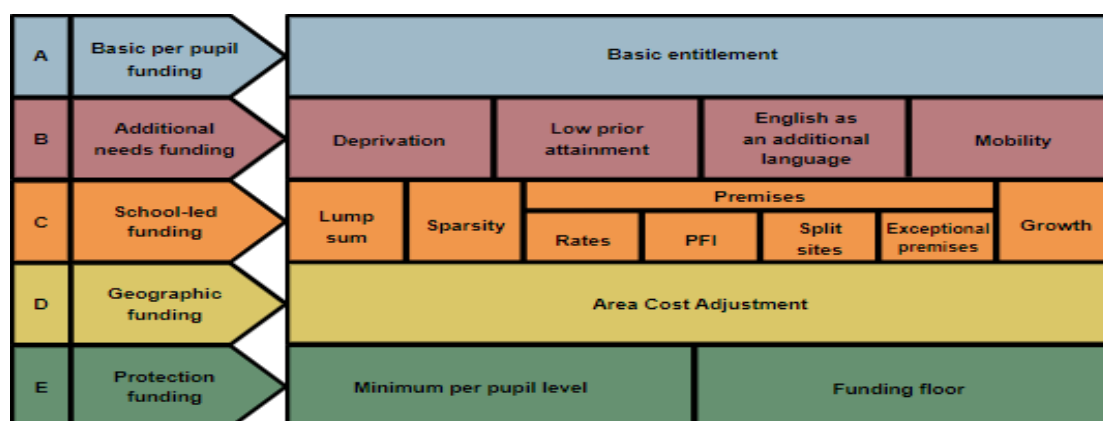 A
Basic per pupil
funding
Basic entitlement
B
Additional
needs funding
Deprivation
Low prior
attainment
English as
an additional
language
Mobility
C
School-led
funding
Lump
sum
Sparsity
Premises
Rates
PFI
Split
sites
Exceptional
premises
Growth
D
Geographic
funding
Area Cost Adjustment
E
Protection
funding
Minimum per pupil level
Funding floor